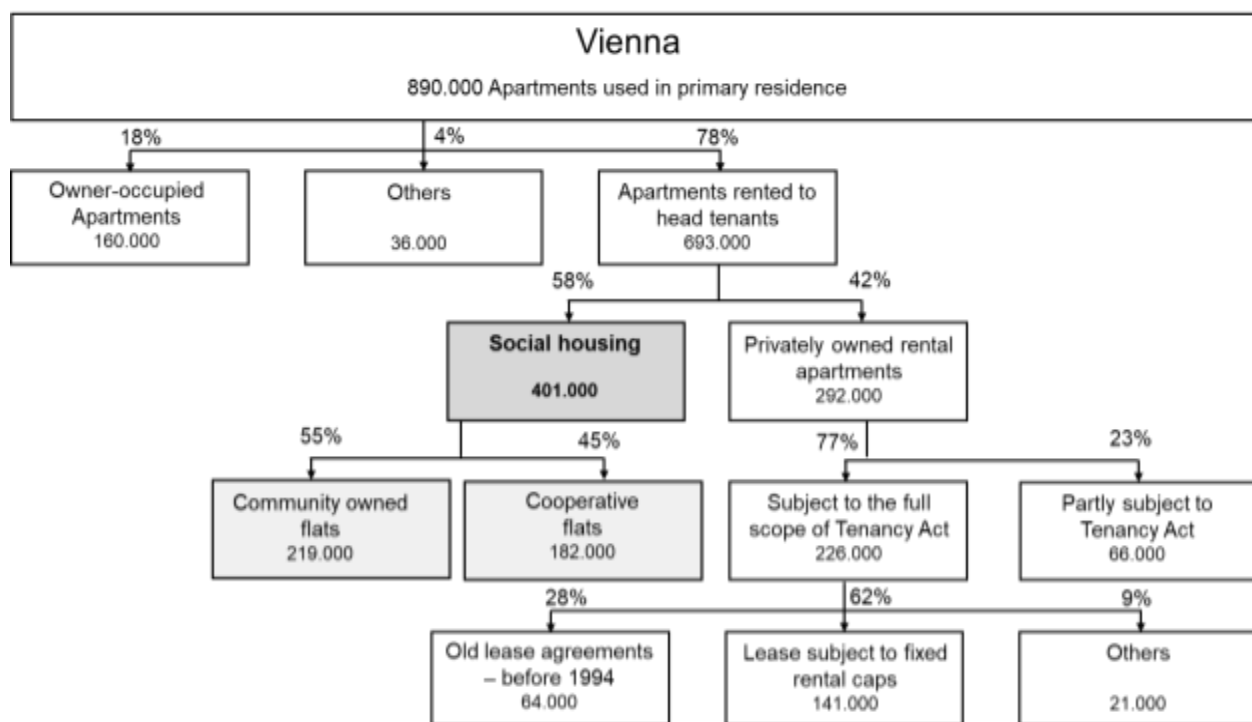 Vienna
890.000 Apartments used in primary residence
18%
4%
78%
Owner-occupied
Apartments
160.000
Others
36.000
Apartments rented to
head tenants
693.000
58%
42%
Social housing
401.000
Privately owned rental
apartments
292.000
55%
45%
77%
23%
Community owned
flats
219.000
Cooperative
flats
182.000
Subject to the full
scope of Tenancy Act
226.000
Partly subject to
Tenancy Act
66.000
28%
62%
9%
Old lease agreements
– before 1994
64.000
Lease subject to fixed
rental caps
141.000
Others
21.000